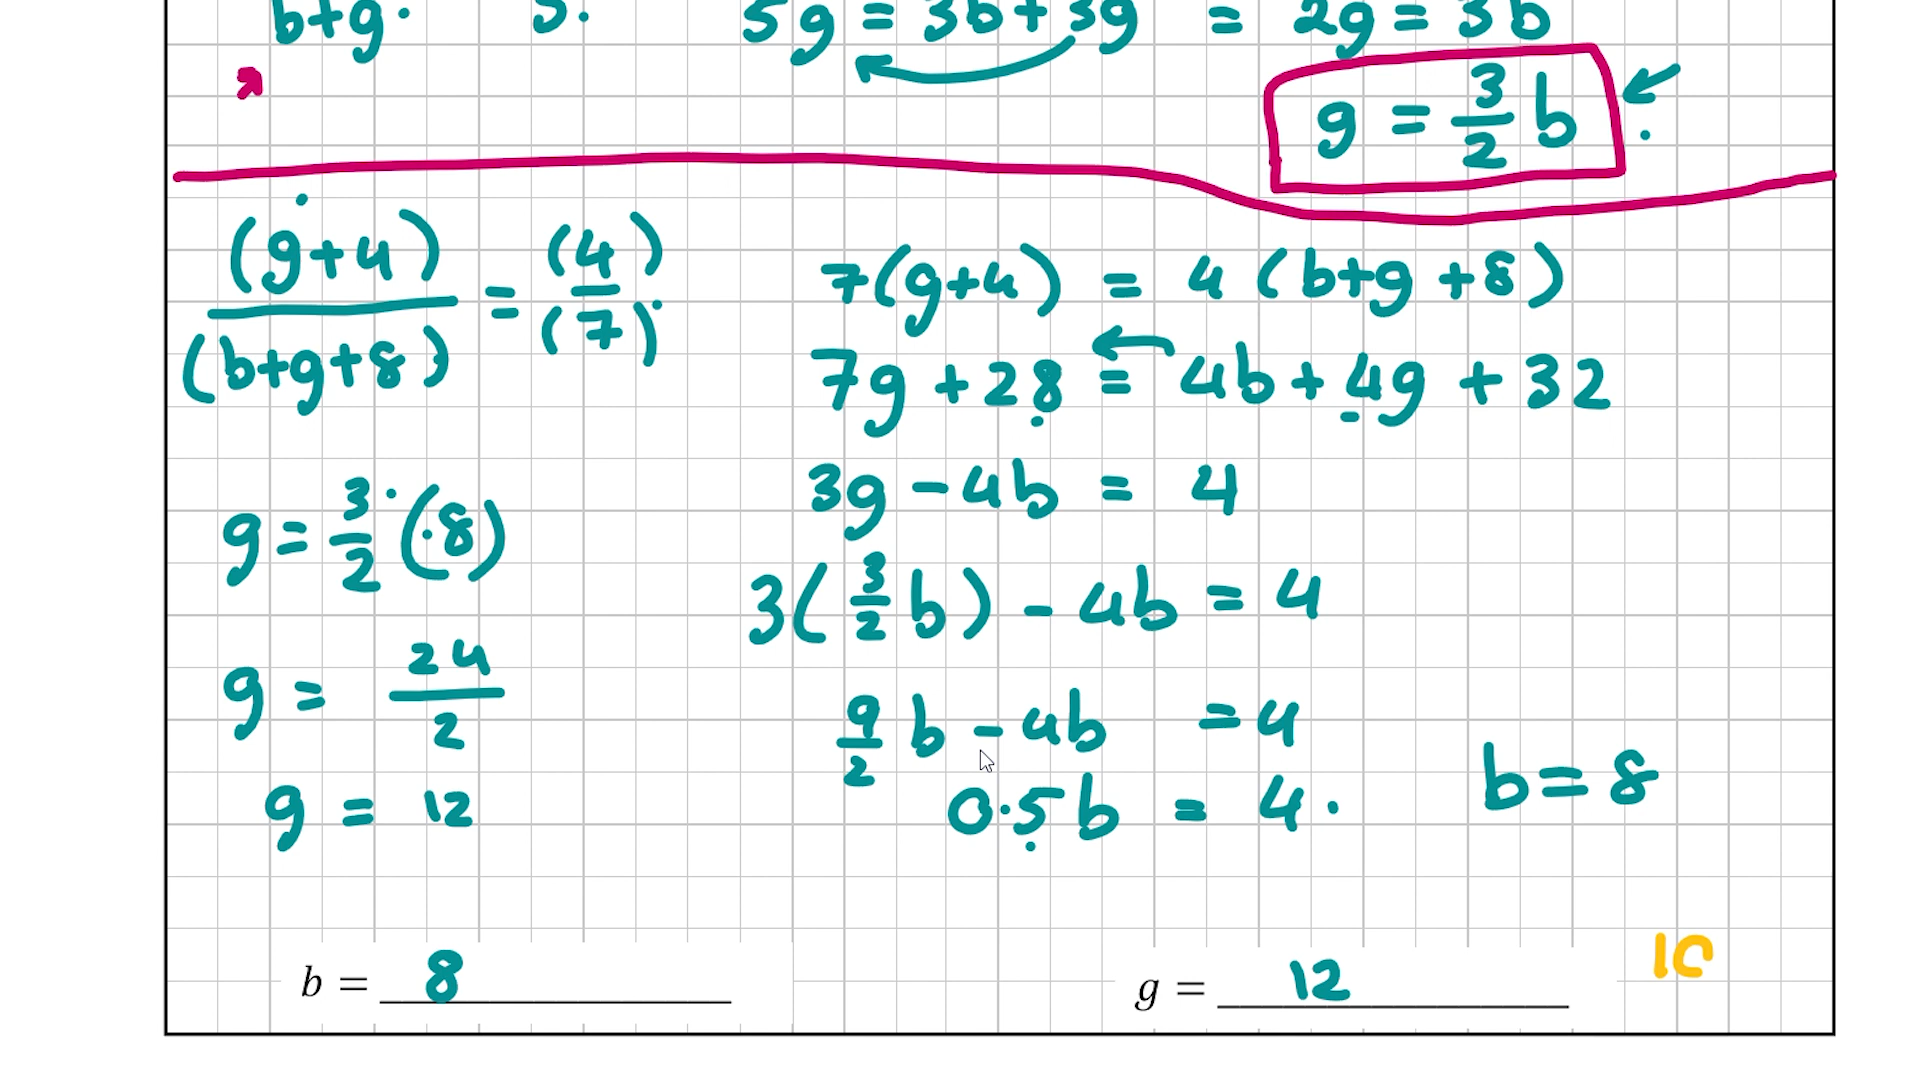 b+g. 5. 5g = 3b+3g = 2g = 3b
g = 3/2 b
(g+4)/(b+g+8) = (4)/(7)
7(g+4) = 4(b+g+8)
7g+28 = 4b+4g+32
3g-4b = 4
3(3/2 b) - 4b = 4
9/2 b - 4b = 4
0.5b = 4.
b = 8
g = 3/2 (8)
g = 24/2
g = 12
b = 8
g = 12